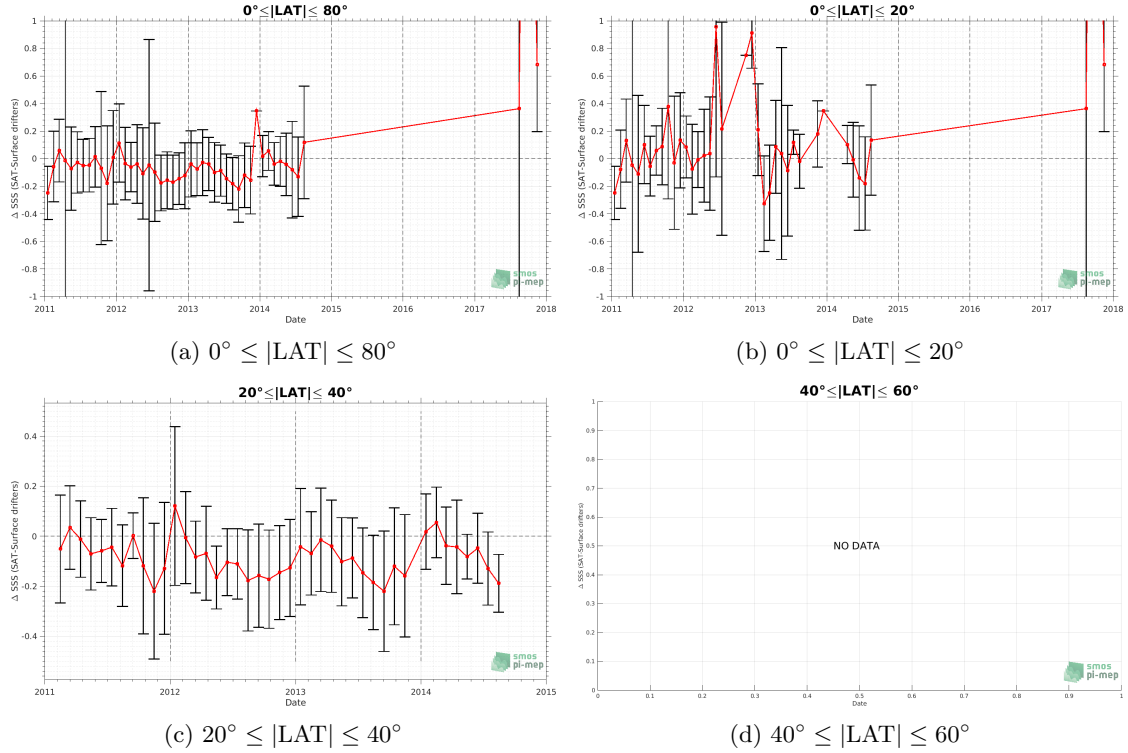 0°≤|LAT|≤ 80°
Δ SSS (SAT-Surface drifters)
1
0.8
0.6
0.4
0.2
0
-0.2
-0.4
-0.6
-0.8
-1
2011 2012 2013 2014 2015 2016 2017 2018
Date
smos
pi-mep
(a) 0° ≤ |LAT| ≤ 80°
0°≤|LAT|≤ 20°
Δ SSS (SAT-Surface drifters)
1
0.8
0.6
0.4
0.2
0
-0.2
-0.4
-0.6
-0.8
-1
2011 2012 2013 2014 2015 2016 2017 2018
Date
smos
pi-mep
(b) 0° ≤ |LAT| ≤ 20°
20°≤|LAT|≤ 40°
Δ SSS (SAT-Surface drifters)
0.4
0.2
0
-0.2
-0.4
2011 2012 2013 2014 2015
Date
smos
pi-mep
(c) 20° ≤ |LAT| ≤ 40°
40°≤|LAT|≤ 60°
Δ SSS (SAT-Surface drifters)
1
0.9
0.8
0.7
0.6
0.5
0.4
0.3
0.2
0.1
0
NO DATA
0 0.1 0.2 0.3 0.4 0.5 0.6 0.7 0.8 0.9 1
Date
smos
pi-mep
(d) 40° ≤ |LAT| ≤ 60°